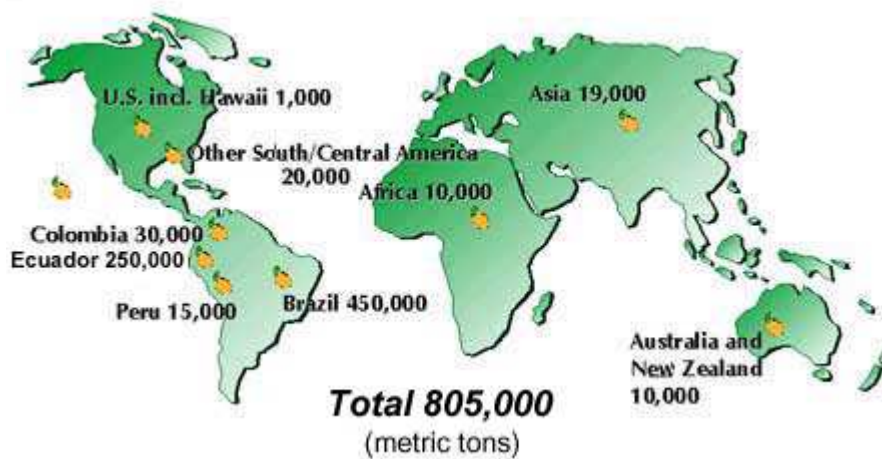 U.S. incl. Hawaii 1,000
Asia 19,000
Other South/Central America
20,000
Africa 10,000
Colombia 30,000
Ecuador 250,000
Peru 15,000
Brazil 450,000
Australia and
New Zealand
10,000
Total 805,000
(metric tons)